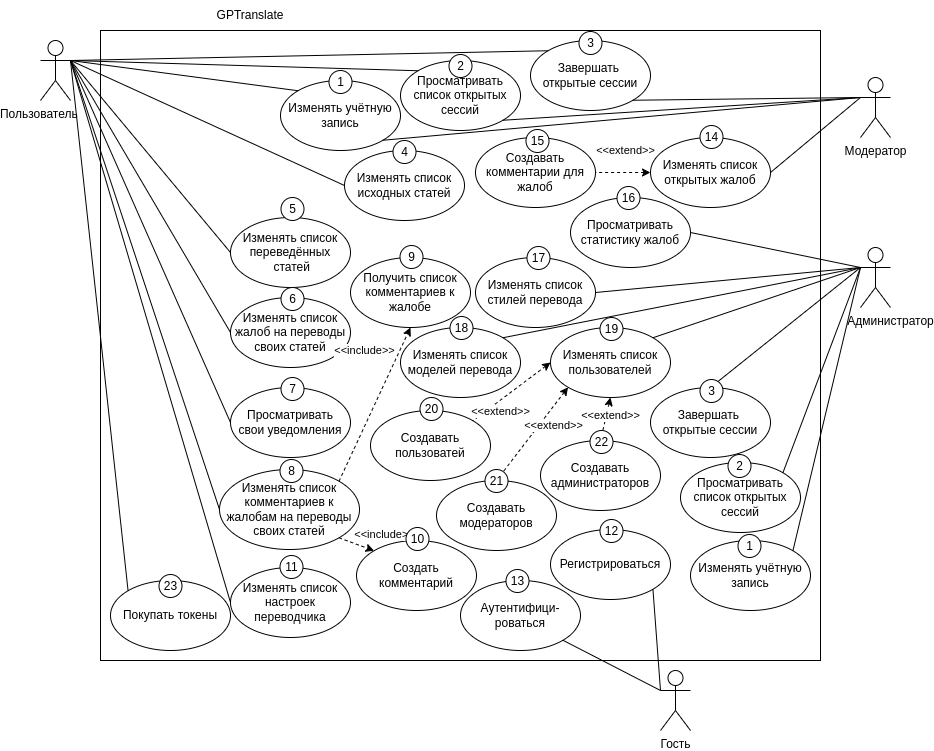 GPTranslate
Пользователь
Модератор
Администратор
Гость
1
Изменять учётную
запись
2
Просматривать
список открытых
сессий
3
Завершать
открытые сессии
4
Изменять список
исходных статей
15
Создавать
комментарии для
жалоб
<<extend>>
14
Изменять список
открытых жалоб
16
Просматривать
статистику жалоб
5
Изменять список
переведённых
статей
9
Получить список
комментариев к
жалобе
17
Изменять список
стилей перевода
6
Изменять список
жалоб на переводы
своих статей
<<include>>
18
Изменять список
моделей перевода
19
Изменять список
пользователей
7
Просматривать
свои уведомления
20
Создавать
пользоватей
<<extend>>
<<extend>>
<<extend>>
3
Завершать
открытые сессии
8
Изменять список
комментариев к
жалобам на переводы
своих статей
21
Создавать
модераторов
22
Создавать
администраторов
2
Просматривать
список открытых
сессий
<<include>>
10
Создать
комментарий
12
Регистрироваться
1
Изменять учётную
запись
23
Покупать токены
11
Изменять список
настроек
переводчика
13
Аутентифици-
роваться